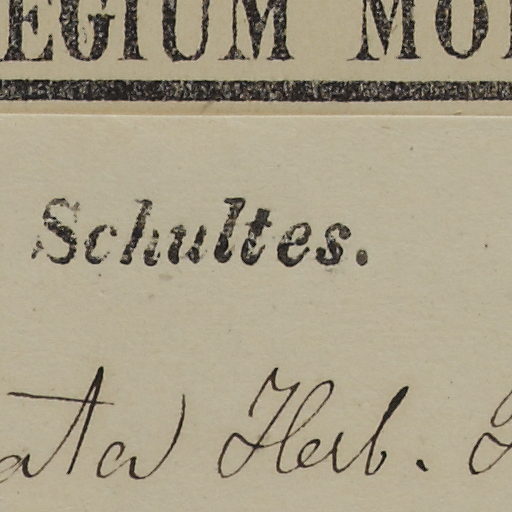 EGIUM MO
Schultes.
ata Herb.